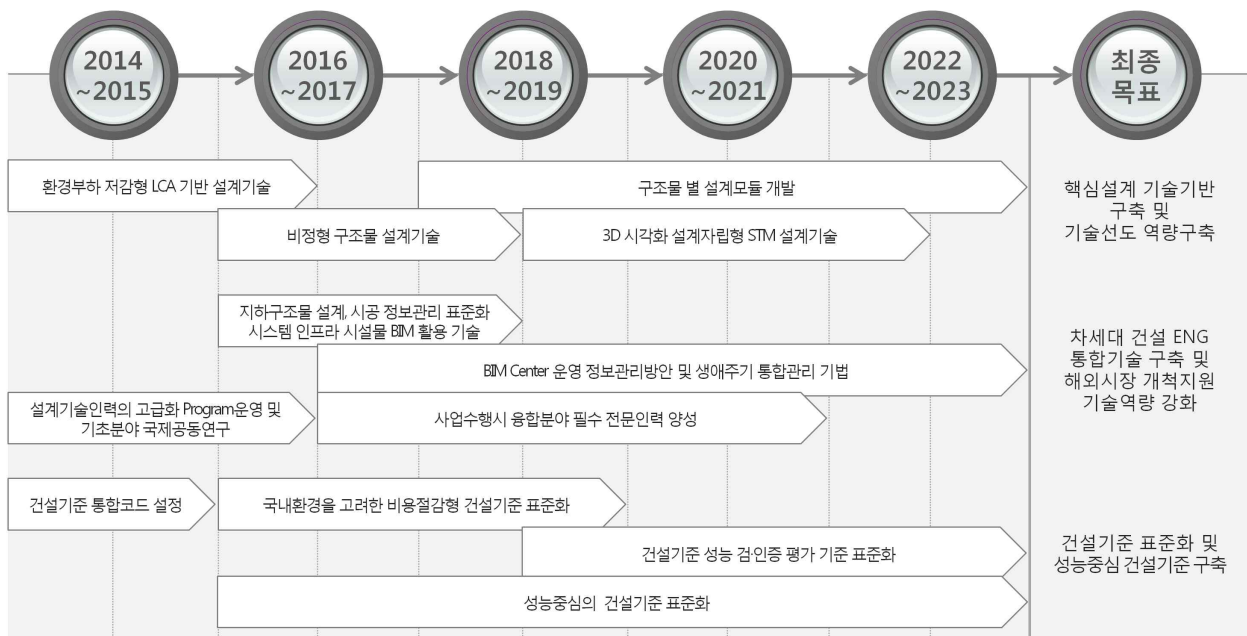 2014
~2015
2016
~2017
2018
~2019
2020
~2021
2022
~2023
최종
목표
환경부하 저감형 LCA 기반 설계기술
구조물 별 설계모듈 개발
비정형 구조물 설계기술
3D 시각화 설계자립형 STM 설계기술
핵심설계 기술기반
구축 및
기술선도 역량구축
지하구조물 설계, 시공 정보관리 표준화
시스템 인프라 시설물 BIM 활용 기술
BIM Center 운영 정보관리방안 및 생애주기 통합관리 기법
설계기술인력의 고급화 Program운영 및
기초분야 국제공동연구
사업수행시 융합분야 필수 전문인력 양성
차세대 건설 ENG
통합기술 구축 및
해외시장 개척지원
기술역량 강화
건설기준 통합코드 설정
국내환경을 고려한 비용절감형 건설기준 표준화
건설기준 성능 검·인증 평가 기준 표준화
성능중심의 건설기준 표준화
건설기준 표준화 및
성능중심 건설기준 구축